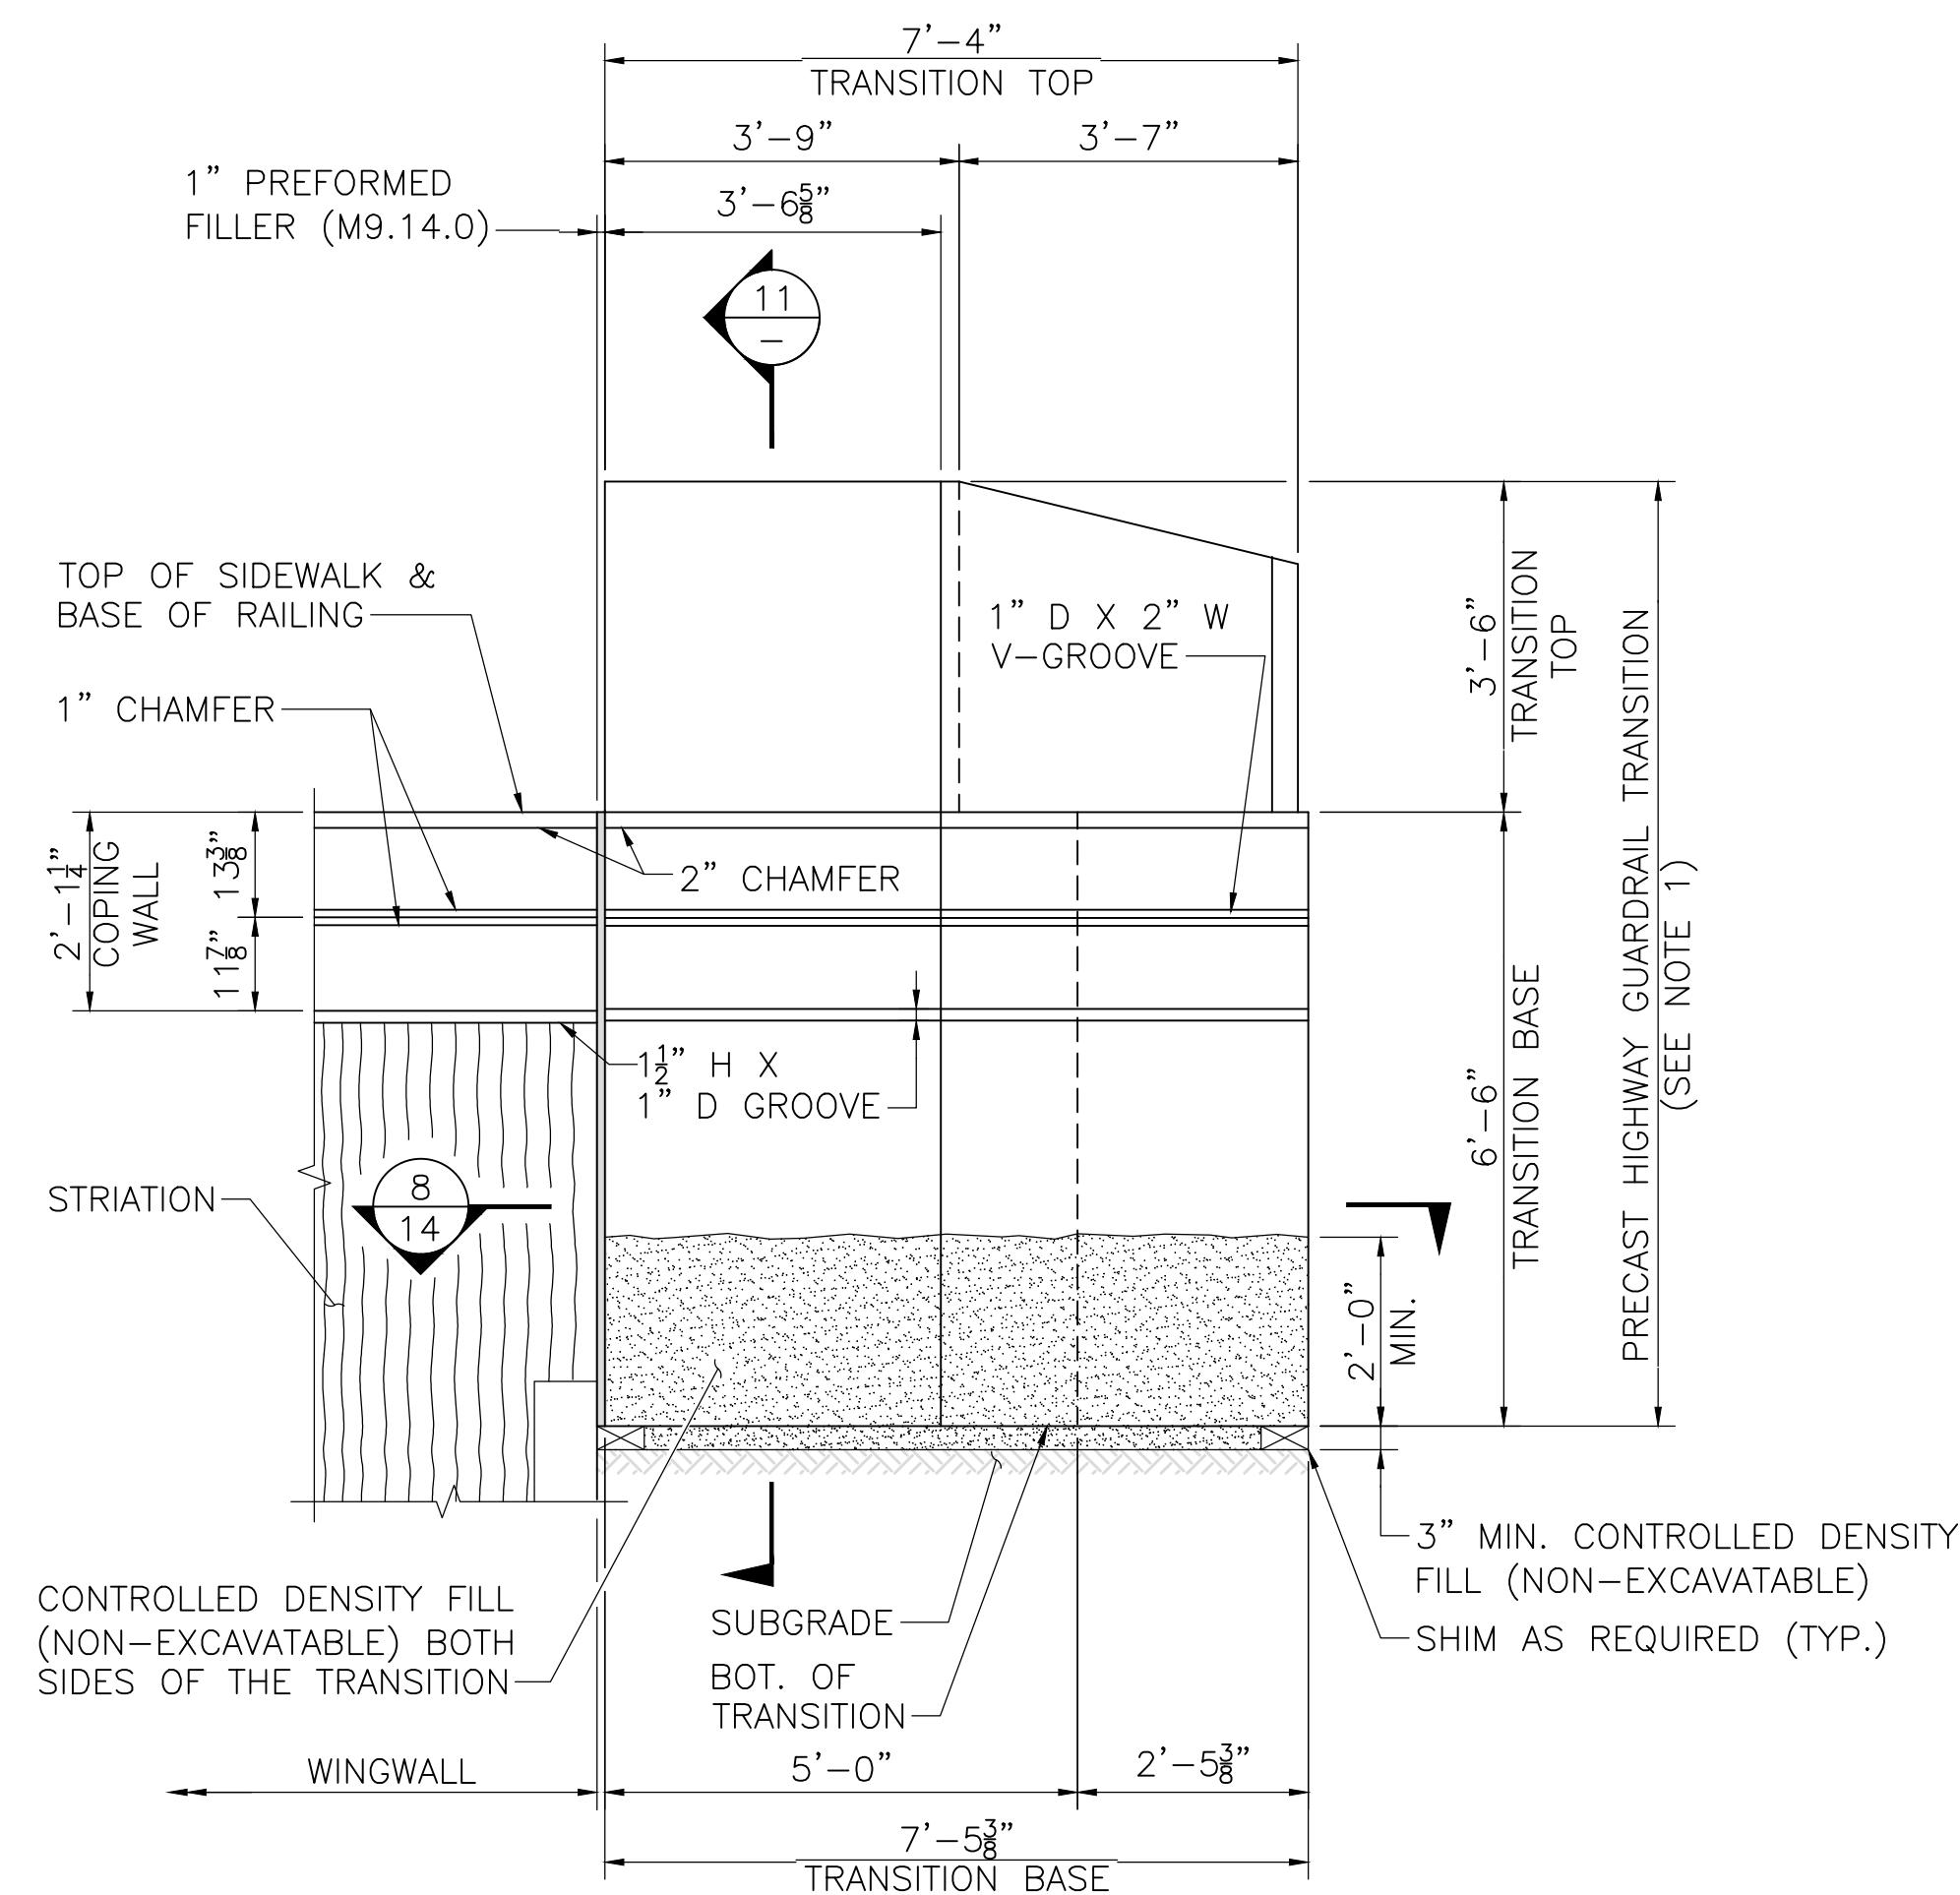 7'-4"
TRANSITION TOP
3'-9"
3'-7"
1" PREFORMED
FILLER (M9.14.0)
3'-6⅝"
11
-
TOP OF SIDEWALK &
BASE OF RAILING
1" D X 2" W
V-GROOVE
1" CHAMFER
3'-6"
TRANSITION
TOP
PRECAST HIGHWAY GUARDRAIL TRANSITION
(SEE NOTE 1)
2'-1¼"
COPING
WALL
13⅜"
11⅞"
2" CHAMFER
1½" H X
1" D GROOVE
6'-6"
TRANSITION BASE
STRIATION
8
14
2'-0"
MIN.
3" MIN. CONTROLLED DENSITY
FILL (NON-EXCAVATABLE)
SHIM AS REQUIRED (TYP.)
CONTROLLED DENSITY FILL
(NON-EXCAVATABLE) BOTH
SIDES OF THE TRANSITION
SUBGRADE
BOT. OF
TRANSITION
WINGWALL
5'-0"
2'-5⅜"
7'-5⅜"
TRANSITION BASE